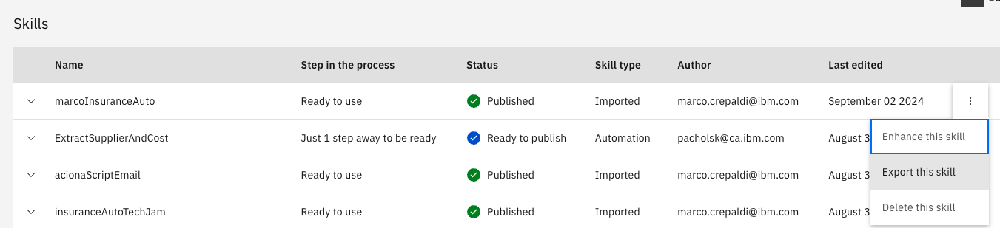 Skills
Name Step in the process Status Skill type Author Last edited
marcoInsuranceAuto Ready to use Published Imported marco.crepaldi@ibm.com September 02 2024
ExtractSupplierAndCost Just 1 step away to be ready Ready to publish Automation pacholsk@ca.ibm.com August 3
Enhance this skill
acionaScriptEmail Ready to use Published Imported marco.crepaldi@ibm.com August 3
Export this skill
insuranceAutoTechJam Ready to use Published Imported marco.crepaldi@ibm.com August 3
Delete this skill